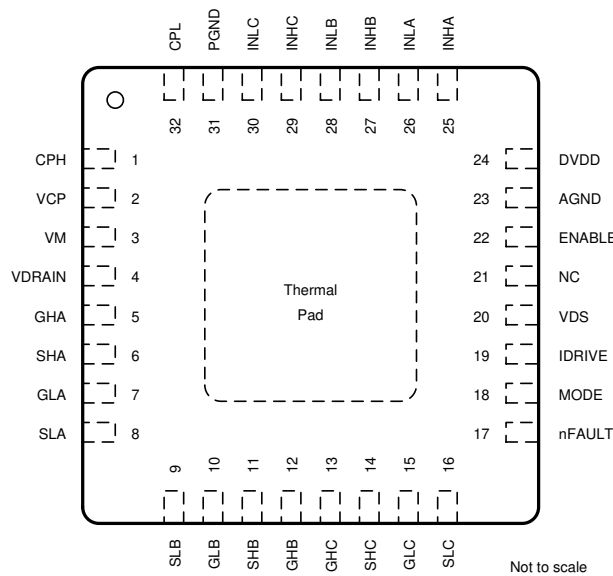 CPL PGND INLC INHC INLB INHB INLA INHA
32 31 30 29 28 27 26 25
CPH 1 24 DVDD
VCP 2 23 AGND
VM 3 22 ENABLE
VDRAIN 4 21 NC
GHA 5 20 VDS
SHA 6 19 IDRIVE
GLA 7 18 MODE
SLA 8 17 nFAULT
Thermal
Pad
9 10 11 12 13 14 15 16
SLB GLB SHB GHB GHC SHC GLC SLC
Not to scale